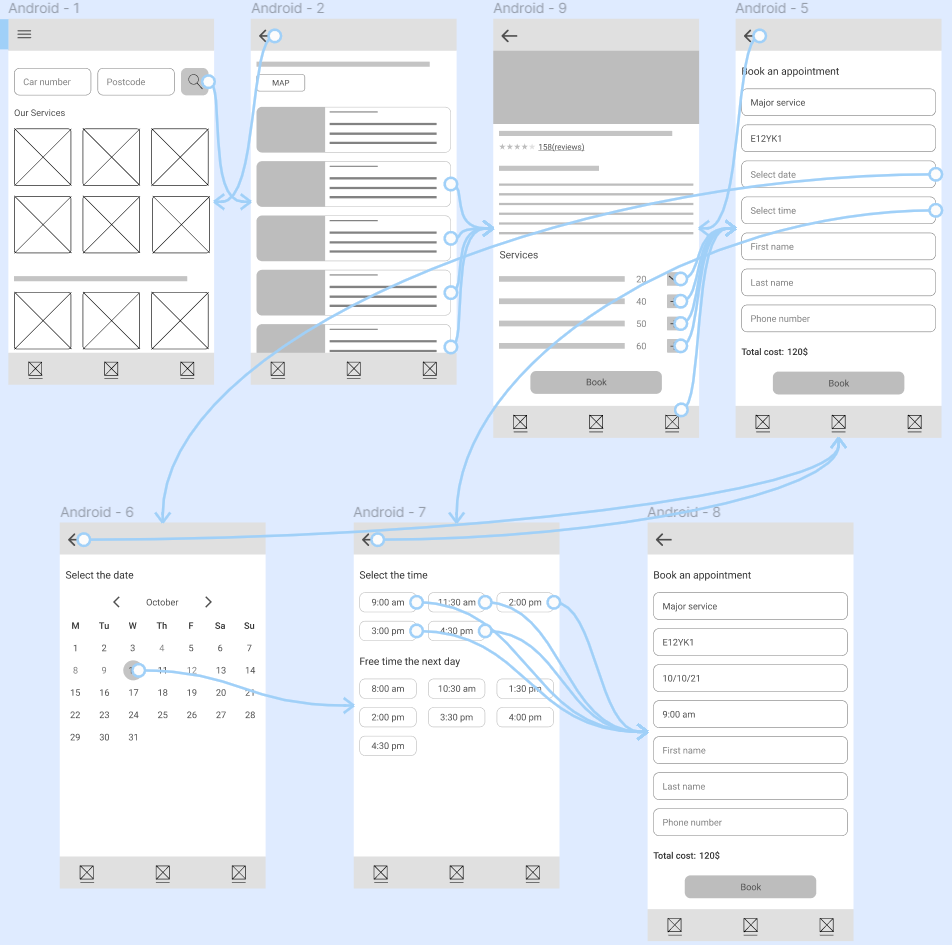 Android - 1
Car number
Postcode
Our Services
Android - 2
MAP
Android - 9
158(reviews)
Services
20
40
50
60
Book
Android - 5
Book an appointment
Major service
E12YK1
Select date
Select time
First name
Last name
Phone number
Total cost: 120$
Book
Android - 6
Select the date
October
M Tu W Th F Sa Su
1 2 3 4 5 6 7
8 9 11 12 13 14
15 16 17 18 19 20 21
22 23 24 25 26 27 28
29 30 31
Android - 7
Select the time
9:00 am 11:30 am 2:00 pm
3:00 pm 4:30 pm
Free time the next day
8:00 am 10:30 am 1:30 pm
2:00 pm 3:30 pm 4:00 pm
4:30 pm
Android - 8
Book an appointment
Major service
E12YK1
10/10/21
9:00 am
First name
Last name
Phone number
Total cost: 120$
Book